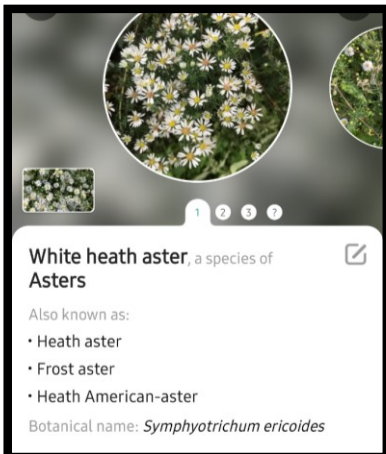 1 2 3 ?
White heath aster, a species of
Asters
Also known as:
• Heath aster
• Frost aster
• Heath American-aster
Botanical name: Symphyotrichum ericoides